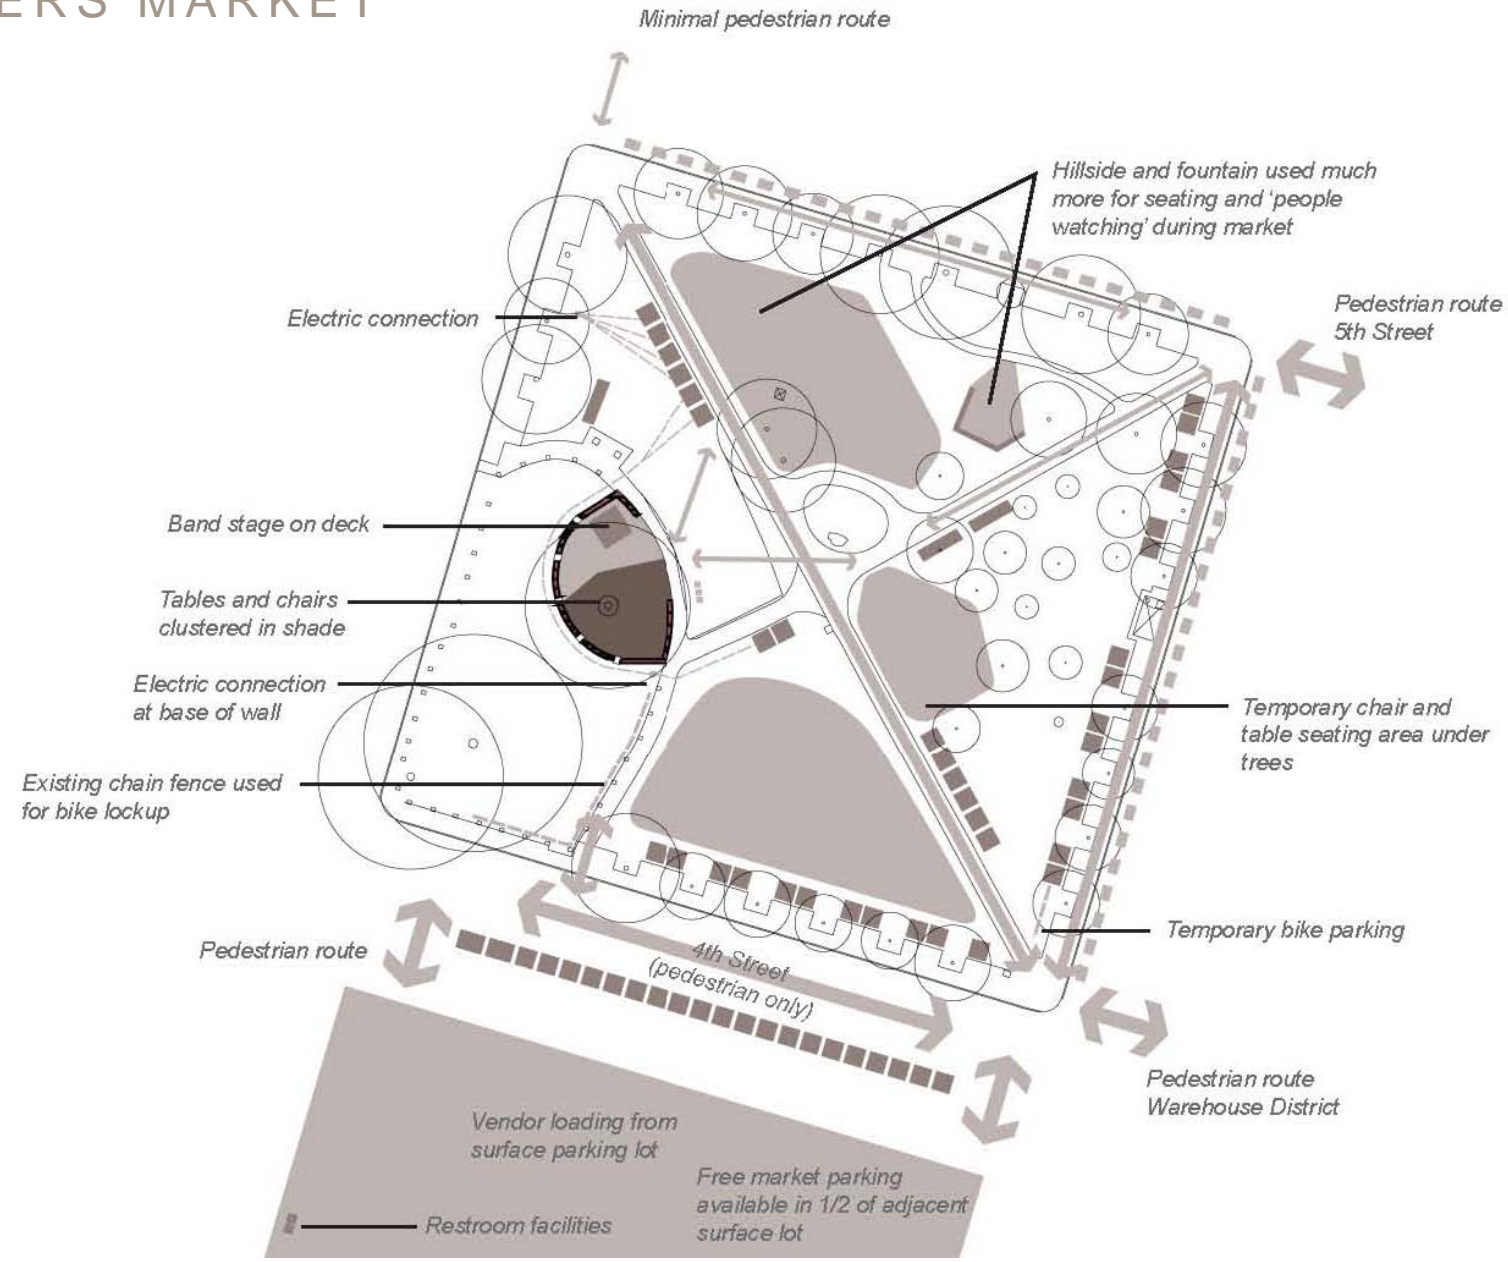 ERS MARKET
Minimal pedestrian route
Hillside and fountain used much
more for seating and ‘people
watching’ during market
Pedestrian route
5th Street
Electric connection
Band stage on deck
Tables and chairs
clustered in shade
Electric connection
at base of wall
Temporary chair and
table seating area under
trees
Existing chain fence used
for bike lockup
Temporary bike parking
Pedestrian route
4th Street
(pedestrian only)
Pedestrian route
Warehouse District
Vendor loading from
surface parking lot
Free market parking
available in 1/2 of adjacent
surface lot
Restroom facilities